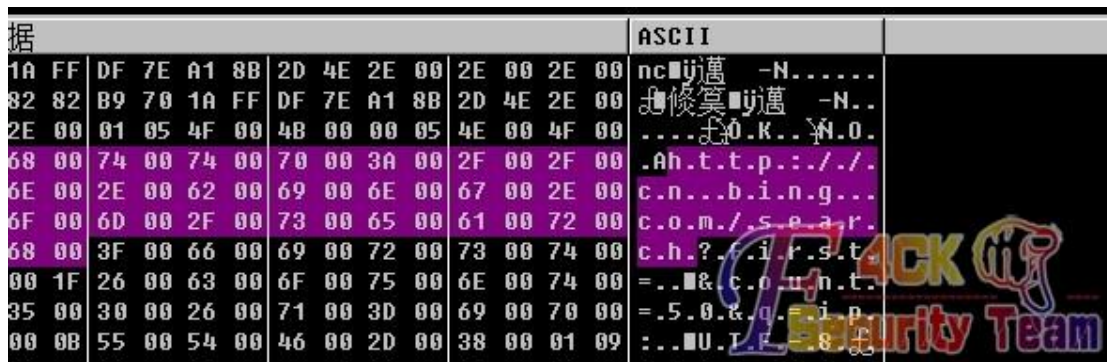 据 ASCII
1A FF DF 7E A1 8B 2D 4E 2E 00 2E 00 2E 00 -N......
82 82 B9 70 1A FF DF 7E A1 8B 2D 4E 2E 00 -N..
2E 00 01 05 4F 00 4B 00 00 05 4E 00 4F 00
68 00 74 00 74 00 70 00 3A 00 2F 00 2F 00 .Ah.t.t.p.:././.
6E 00 2E 00 62 00 69 00 6E 00 67 00 2E 00 c.n...b.i.n.g...
6F 00 6D 00 2F 00 73 00 65 00 61 00 72 00 c.o.m./.s.e.a.r.
68 00 3F 00 66 00 69 00 72 00 73 00 74 00 c.h.?.f.i.r.s.t.
00 1F 26 00 63 00 6F 00 75 00 6E 00 74 00 &.c.o.u.n.t.
35 00 30 00 26 00 71 00 3D 00 69 00 70 00 =.5.0.&.q.=.i.p.
00 0B 55 00 54 00 46 00 2D 00 38 00 01 09
F4CK
Security Team